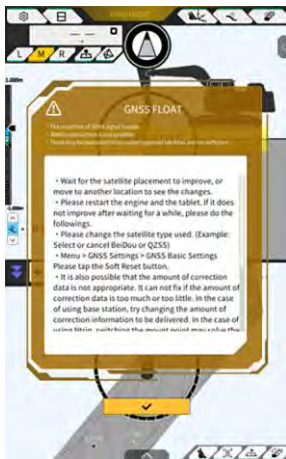 L M R
1.000m
GNSS FLOAT
・Wait for the satellite placement to improve, or
move to another location to see the changes.
・Please restart the engine and the tablet. If it does
not improve after waiting for a while, please do the
followings.
・Please change the satellite type used. (Example:
Select or cancel BeiDou or QZSS)
・Menu > GNSS Settings > GNSS Basic Settings
Please tap the Soft Reset button.
・It is also possible that the amount of correction
data is not appropriate. It can not fix if the amount of
correction data is too much or too little. In the case
of using base station, try changing the amount of
correction information to be delivered. In the case of
using Ntrip, switching the mount point may solve the
-1.000m